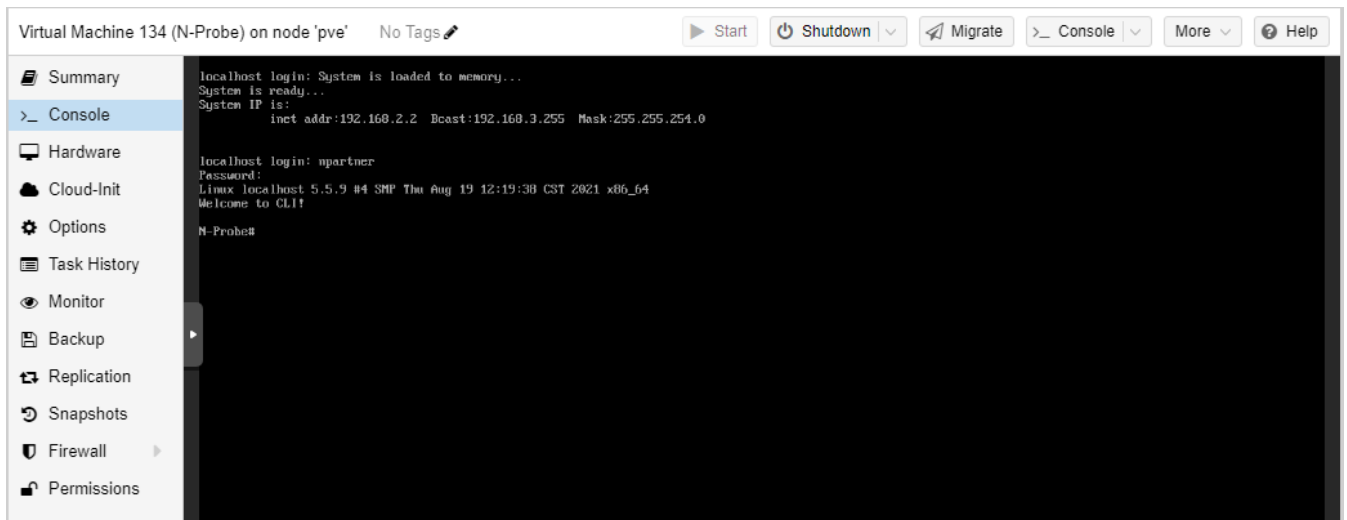 Virtual Machine 134 (N-Probe) on node 'pve' No Tags Start Shutdown Migrate >_ Console More Help
Summary
>_ Console
Hardware
Cloud-Init
Options
Task History
Monitor
Backup
Replication
Snapshots
Firewall
Permissions
localhost login: System is loaded to memory...
System is ready...
System IP is:
inet addr:192.168.2.2 Bcast:192.168.3.255 Mask:255.255.254.0
localhost login: npartner
Password:
Linux localhost 5.5.9 #4 SMP Thu Aug 19 12:19:38 CST 2021 x86_64
Welcome to CLI!
N-Probe#